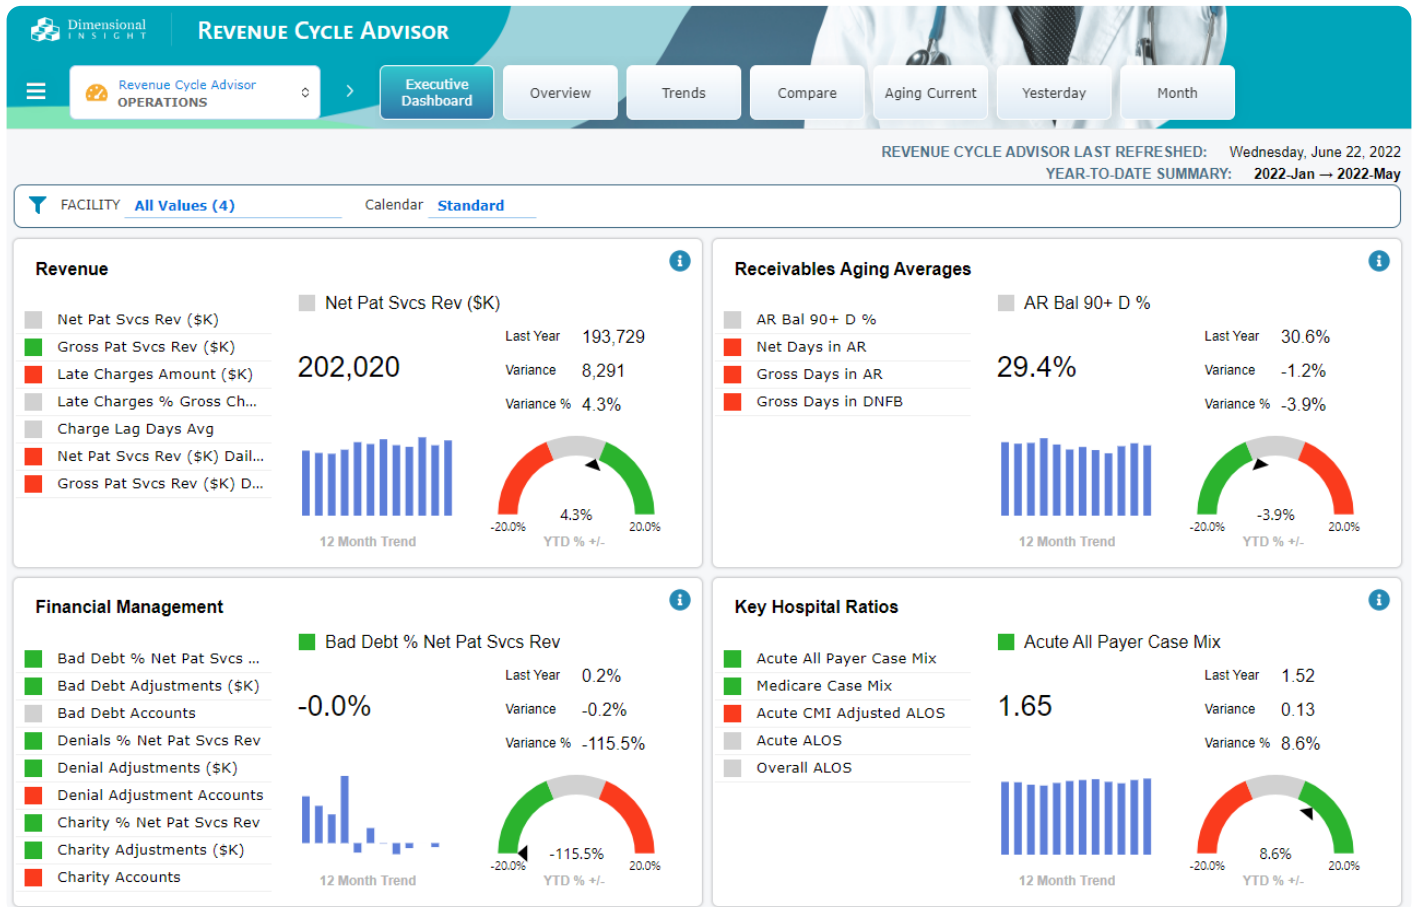 Dimensional
INSIGHT
REVENUE CYCLE ADVISOR
Revenue Cycle Advisor
OPERATIONS
Executive
Dashboard
Overview
Trends
Compare
Aging Current
Yesterday
Month
REVENUE CYCLE ADVISOR LAST REFRESHED: Wednesday, June 22, 2022
YEAR-TO-DATE SUMMARY: 2022-Jan → 2022-May
FACILITY All Values (4) Calendar Standard
Revenue
Net Pat Svcs Rev ($K)
Gross Pat Svcs Rev ($K)
Late Charges Amount ($K)
Late Charges % Gross Ch...
Charge Lag Days Avg
Net Pat Svcs Rev ($K) Dail...
Gross Pat Svcs Rev ($K) D...
Net Pat Svcs Rev ($K)
202,020
Last Year 193,729
Variance 8,291
Variance % 4.3%
12 Month Trend
4.3%
-20.0% 20.0%
YTD % +/-
Receivables Aging Averages
AR Bal 90+ D %
Net Days in AR
Gross Days in AR
Gross Days in DNFB
AR Bal 90+ D %
29.4%
Last Year 30.6%
Variance -1.2%
Variance % -3.9%
12 Month Trend
-3.9%
-20.0% 20.0%
YTD % +/-
Financial Management
Bad Debt % Net Pat Svcs ...
Bad Debt Adjustments ($K)
Bad Debt Accounts
Denials % Net Pat Svcs Rev
Denial Adjustments ($K)
Denial Adjustment Accounts
Charity % Net Pat Svcs Rev
Charity Adjustments ($K)
Charity Accounts
Bad Debt % Net Pat Svcs Rev
-0.0%
Last Year 0.2%
Variance -0.2%
Variance % -115.5%
12 Month Trend
-115.5%
-20.0% 20.0%
YTD % +/-
Key Hospital Ratios
Acute All Payer Case Mix
Medicare Case Mix
Acute CMI Adjusted ALOS
Acute ALOS
Overall ALOS
Acute All Payer Case Mix
1.65
Last Year 1.52
Variance 0.13
Variance % 8.6%
12 Month Trend
8.6%
-20.0% 20.0%
YTD % +/-